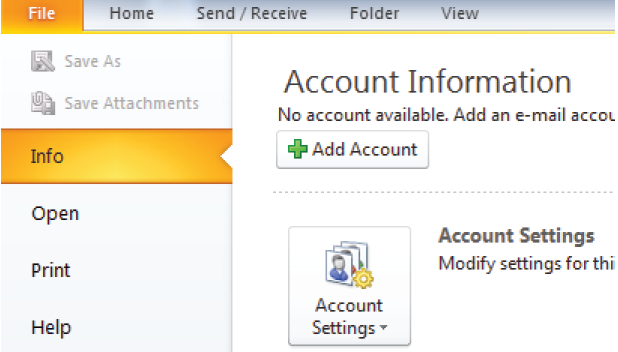 File Home Send / Receive Folder View
Save As
Save Attachments
Info
Open
Print
Help
Account Information
No account available. Add an e-mail accou
Add Account
Account Settings
Modify settings for thi
Account
Settings